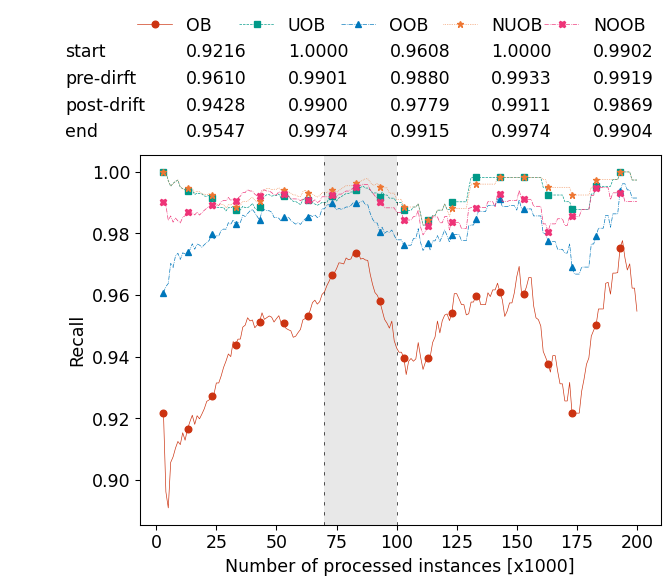 OB UOB OOB NUOB NOOB
start 0.9216 1.0000 0.9608 1.0000 0.9902
pre-dirft 0.9610 0.9901 0.9880 0.9933 0.9919
post-drift 0.9428 0.9900 0.9779 0.9911 0.9869
end 0.9547 0.9974 0.9915 0.9974 0.9904
1.00
0.98
0.96
0.94
0.92
0.90
Recall
0 25 50 75 100 125 150 175 200
Number of processed instances [x1000]